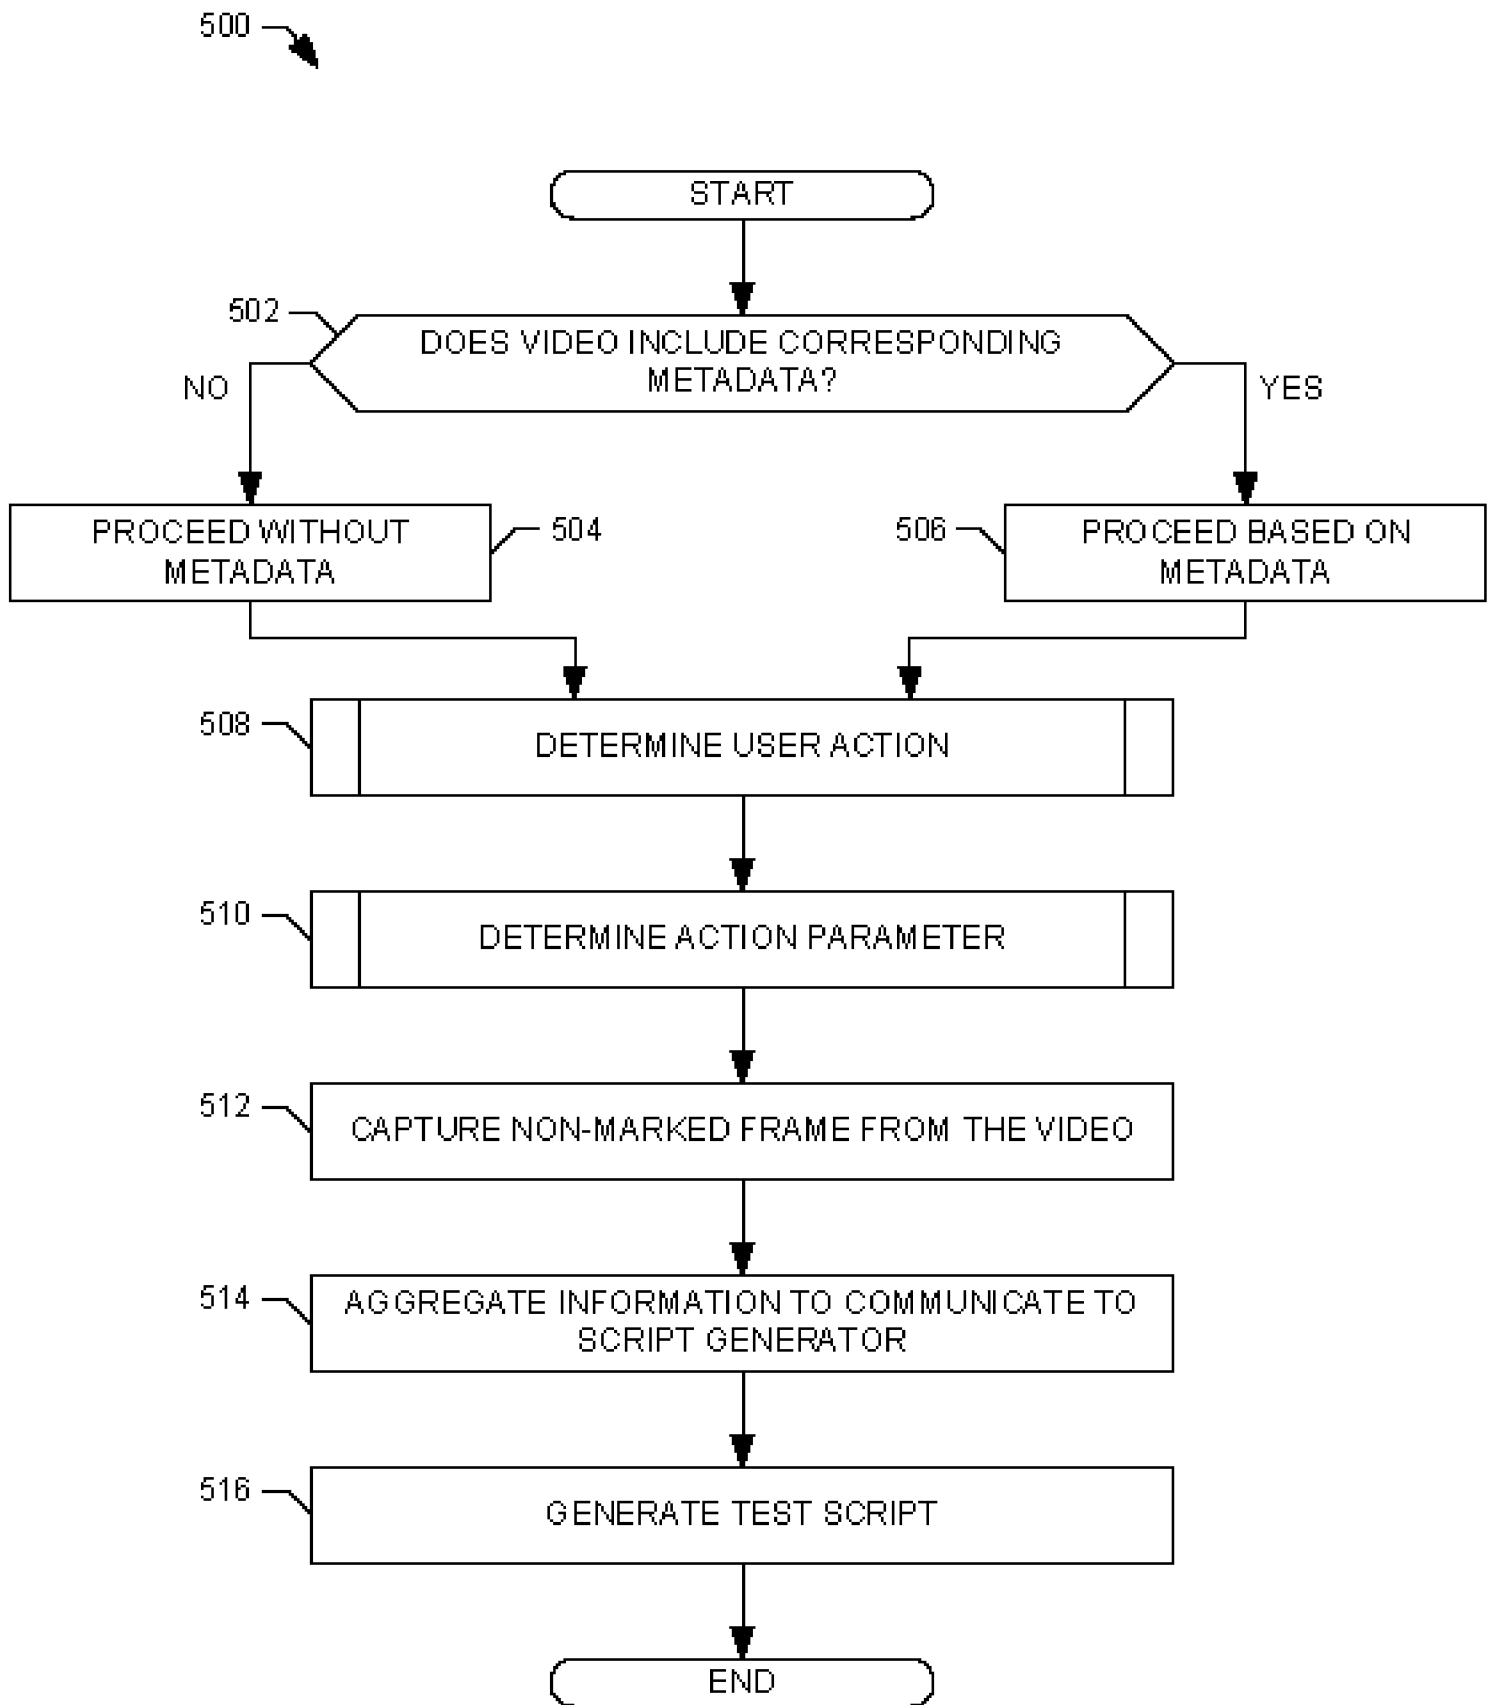 500
START
502
DOES VIDEO INCLUDE CORRESPONDING
METADATA?
NO
YES
PROCEED WITHOUT
METADATA
504
506
PROCEED BASED ON
METADATA
508
DETERMINE USER ACTION
510
DETERMINE ACTION PARAMETER
512
CAPTURE NON-MARKED FRAME FROM THE VIDEO
514
AGGREGATE INFORMATION TO COMMUNICATE TO
SCRIPT GENERATOR
516
GENERATE TEST SCRIPT
END